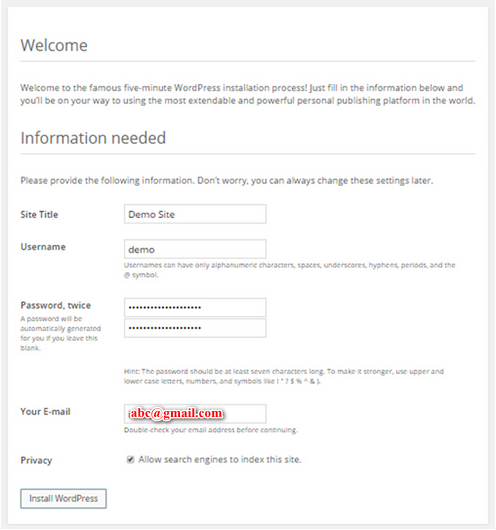 Welcome
Welcome to the famous five-minute WordPress installation process! Just fill in the information below and
you'll be on your way to using the most extendable and powerful personal publishing platform in the world.
Information needed
Please provide the following information. Don't worry, you can always change these settings later.
Site Title
Demo Site
Username
demo
Usernames can have only alphanumeric characters, spaces, underscores, hyphens, periods, and the
@ symbol.
Password, twice
A password will be
automatically generated
for you if you leave this
blank.
••••••••••••••••••••
••••••••••••••••••••
Hint: The password should be at least seven characters long. To make it stronger, use upper and
lower case letters, numbers, and symbols like ! " ? $ % ^ & ).
Your E-mail
abc@gmail.com
Double-check your email address before continuing.
Privacy
Allow search engines to index this site.
Install WordPress